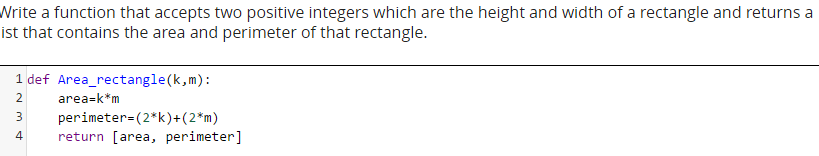 Write a function that accepts two positive integers which are the height and width of a rectangle and returns a
ist that contains the area and perimeter of that rectangle.
1 def Area_rectangle(k,m):
2 area=k*m
3 perimeter=(2*k)+(2*m)
4 return [area, perimeter]